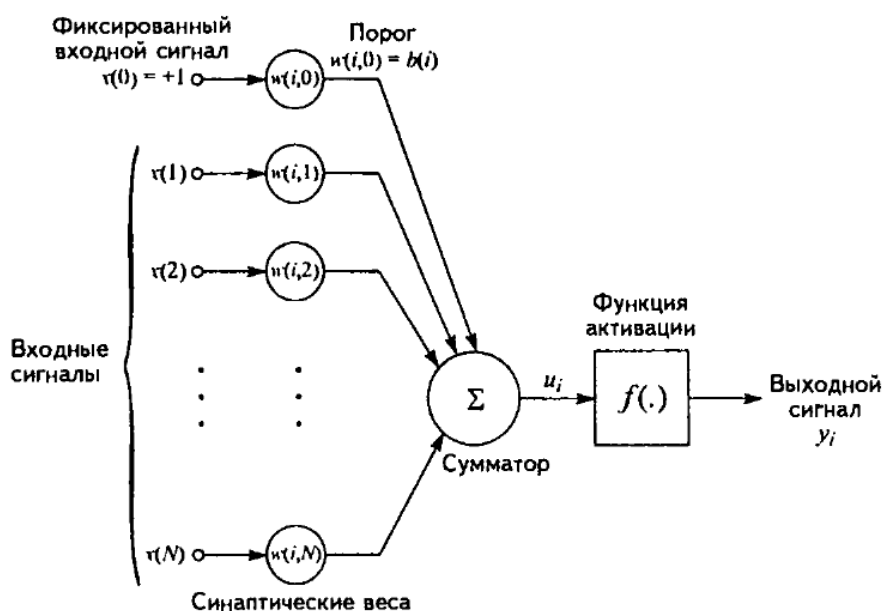 Фиксированный
входной сигнал
x(0) = +1
w(i,0)
Порог
w(i,0) = b(i)
x(1)
w(i,1)
x(2)
w(i,2)
Входные
сигналы
x(N)
w(i,N)
Синаптические веса
Σ
Сумматор
u_i
Функция
активации
f(.)
Выходной
сигнал
y_i